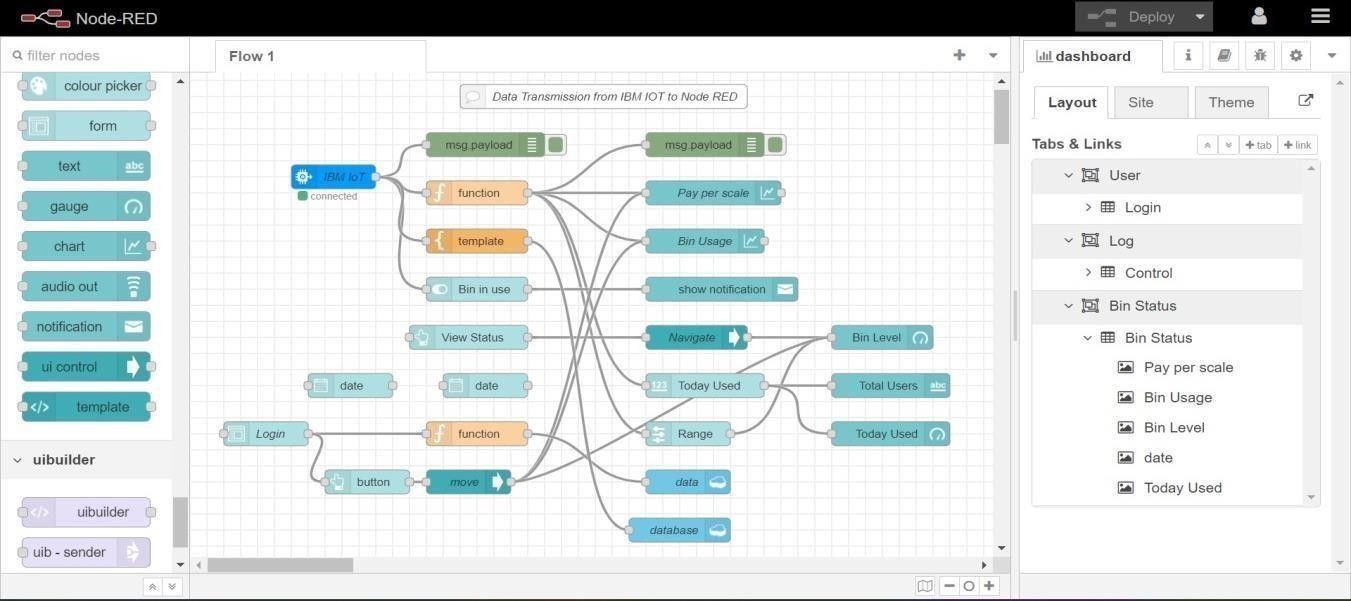 Node-RED
Deploy
filter nodes
colour picker
form
text
abc
gauge
chart
audio out
notification
ui control
template
uibuilder
uibuilder
uib - sender
Flow 1
Data Transmission from IBM IOT to Node RED
msg.payload
msg.payload
IBM IoT
connected
function
Pay per scale
template
Bin Usage
Bin in use
show notification
View Status
Navigate
Bin Level
date
date
123
Today Used
Total Users
abc
Login
function
Range
Today Used
button
move
data
database
dashboard
i
Layout
Site
Theme
Tabs & Links
+ tab
+ link
User
Login
Log
Control
Bin Status
Bin Status
Pay per scale
Bin Usage
Bin Level
date
Today Used